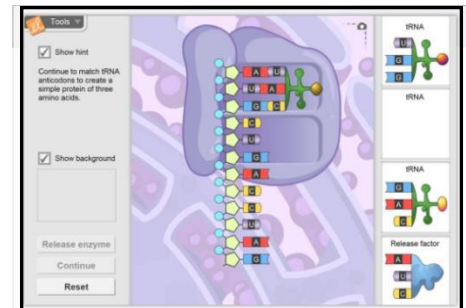 Tools
Show hint
Continue to match tRNA
anticodons to create a
simple protein of three
amino acids.
Show background
Release enzyme
Continue
Reset
A U
U A
G C
C
U
G
A
C
C
U
A
G
tRNA
U
G
G
tRNA
tRNA
G
A
C
Release factor
A
U
C